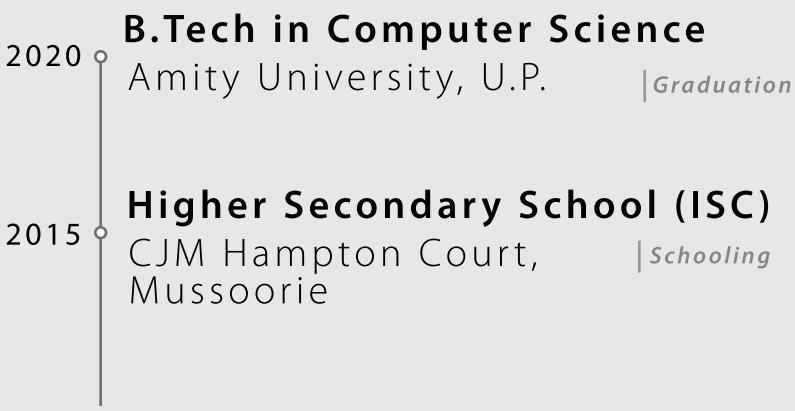 B.Tech in Computer Science
2020
Amity University, U.P.
|Graduation
Higher Secondary School (ISC)
2015
CJM Hampton Court,
|Schooling
Mussoorie